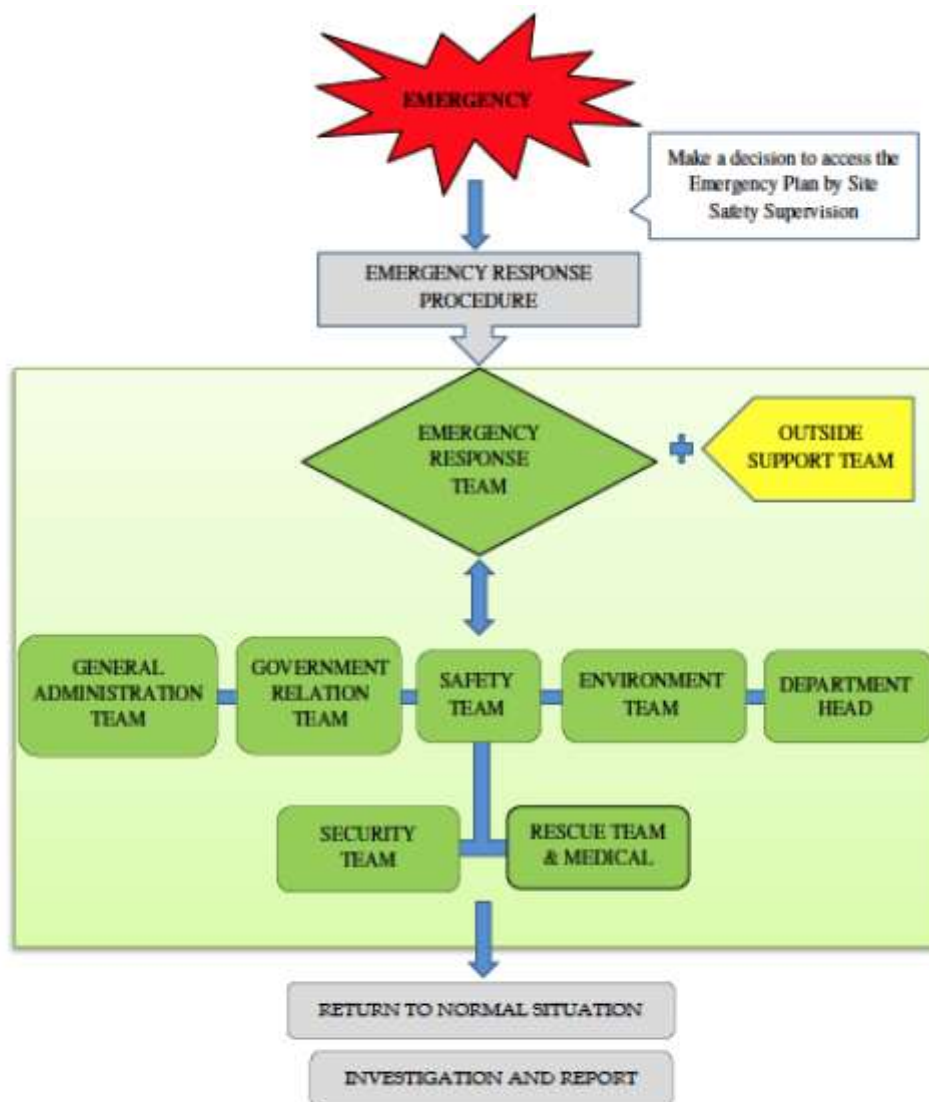 EMERGENCY
Make a decision to access the
Emergency Plan by Site
Safety Supervision
EMERGENCY RESPONSE
PROCEDURE
EMERGENCY
RESPONSE
TEAM
OUTSIDE
SUPPORT TEAM
GENERAL
ADMINISTRATION
TEAM
GOVERNMENT
RELATION
TEAM
SAFETY
TEAM
ENVIRONMENT
TEAM
DEPARTMENT
HEAD
SECURITY
TEAM
RESCUE TEAM
& MEDICAL
RETURN TO NORMAL SITUATION
INVESTIGATION AND REPORT